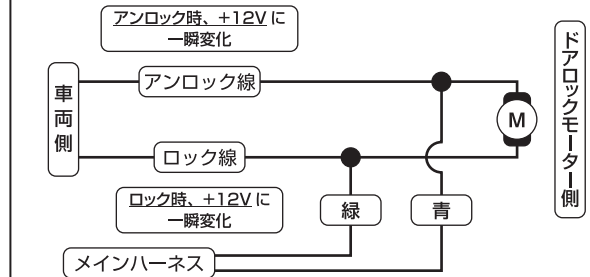 アンロック時、+12Vに
一瞬変化
車両側
アンロック線
M
ドアロックモーター側
ロック線
ロック時、+12Vに
一瞬変化
緑
青
メインハーネス